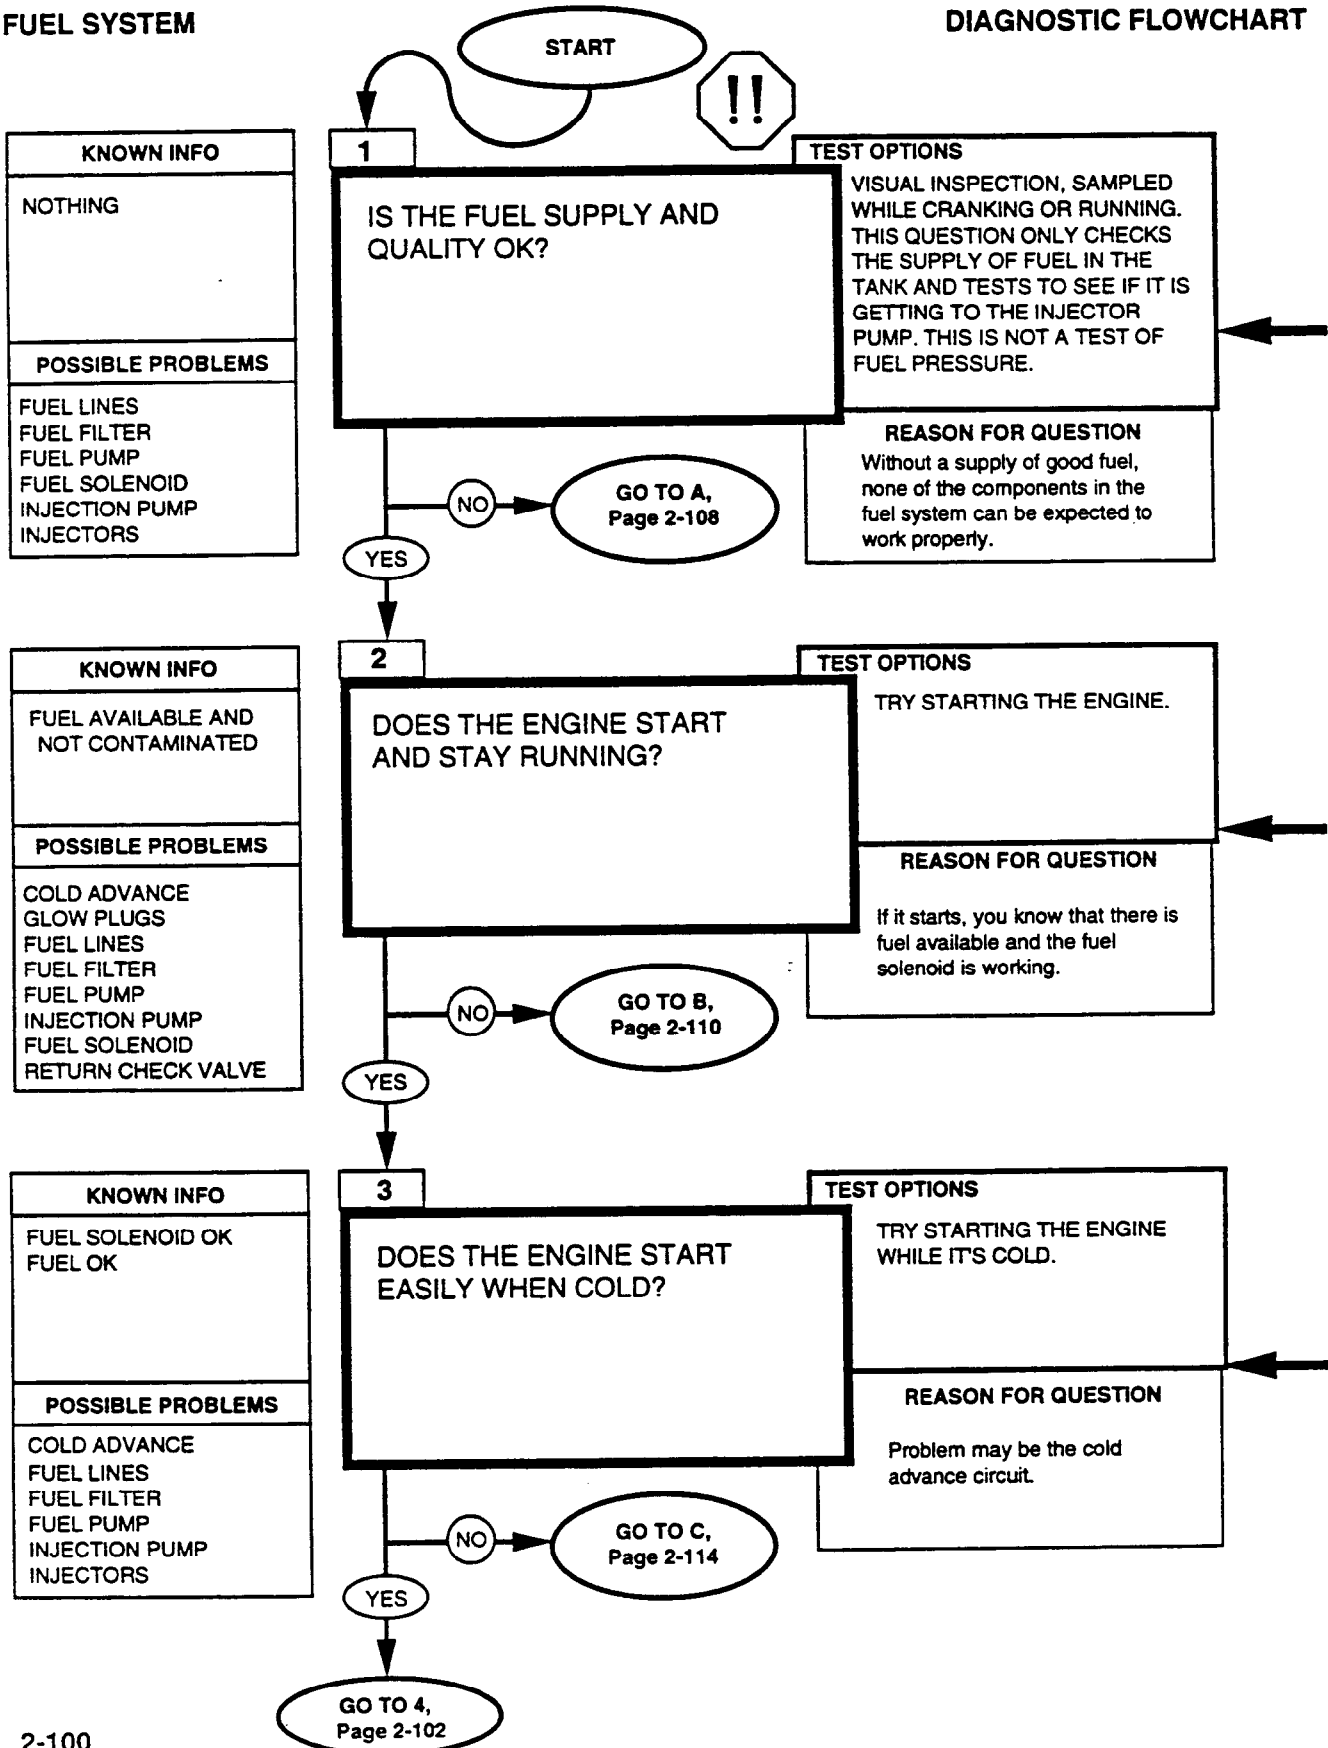 FUEL SYSTEM
DIAGNOSTIC FLOWCHART
START
!!
KNOWN INFO
NOTHING
POSSIBLE PROBLEMS
FUEL LINES
FUEL FILTER
FUEL PUMP
FUEL SOLENOID
INJECTION PUMP
INJECTORS
1
IS THE FUEL SUPPLY AND
QUALITY OK?
TEST OPTIONS
VISUAL INSPECTION, SAMPLED
WHILE CRANKING OR RUNNING.
THIS QUESTION ONLY CHECKS
THE SUPPLY OF FUEL IN THE
TANK AND TESTS TO SEE IF IT IS
GETTING TO THE INJECTOR
PUMP. THIS IS NOT A TEST OF
FUEL PRESSURE.
REASON FOR QUESTION
Without a supply of good fuel,
none of the components in the
fuel system can be expected to
work properly.
NO
GO TO A,
Page 2-108
YES
KNOWN INFO
FUEL AVAILABLE AND
NOT CONTAMINATED
POSSIBLE PROBLEMS
COLD ADVANCE
GLOW PLUGS
FUEL LINES
FUEL FILTER
FUEL PUMP
INJECTION PUMP
FUEL SOLENOID
RETURN CHECK VALVE
2
DOES THE ENGINE START
AND STAY RUNNING?
TEST OPTIONS
TRY STARTING THE ENGINE.
REASON FOR QUESTION
If it starts, you know that there is
fuel available and the fuel
solenoid is working.
NO
GO TO B,
Page 2-110
YES
KNOWN INFO
FUEL SOLENOID OK
FUEL OK
POSSIBLE PROBLEMS
COLD ADVANCE
FUEL LINES
FUEL FILTER
FUEL PUMP
INJECTION PUMP
INJECTORS
3
DOES THE ENGINE START
EASILY WHEN COLD?
TEST OPTIONS
TRY STARTING THE ENGINE
WHILE IT'S COLD.
REASON FOR QUESTION
Problem may be the cold
advance circuit.
NO
GO TO C,
Page 2-114
YES
GO TO 4,
Page 2-102
2-100